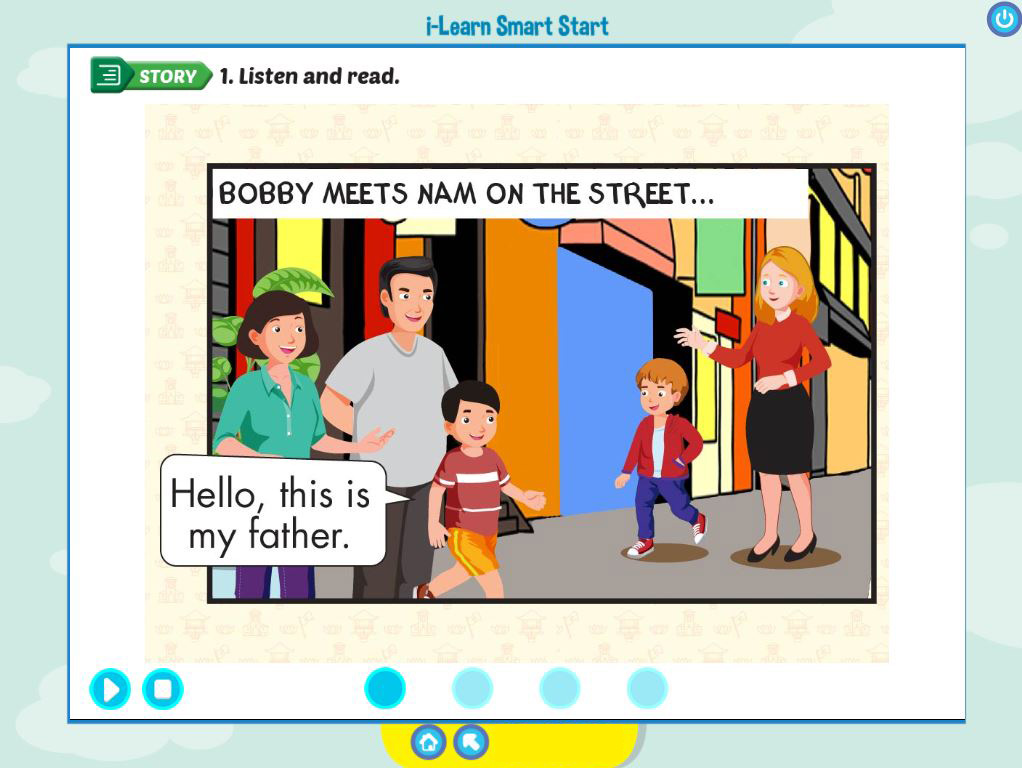 i-Learn Smart Start
STORY 1. Listen and read.
BOBBY MEETS NAM ON THE STREET...
Hello, this is
my father.